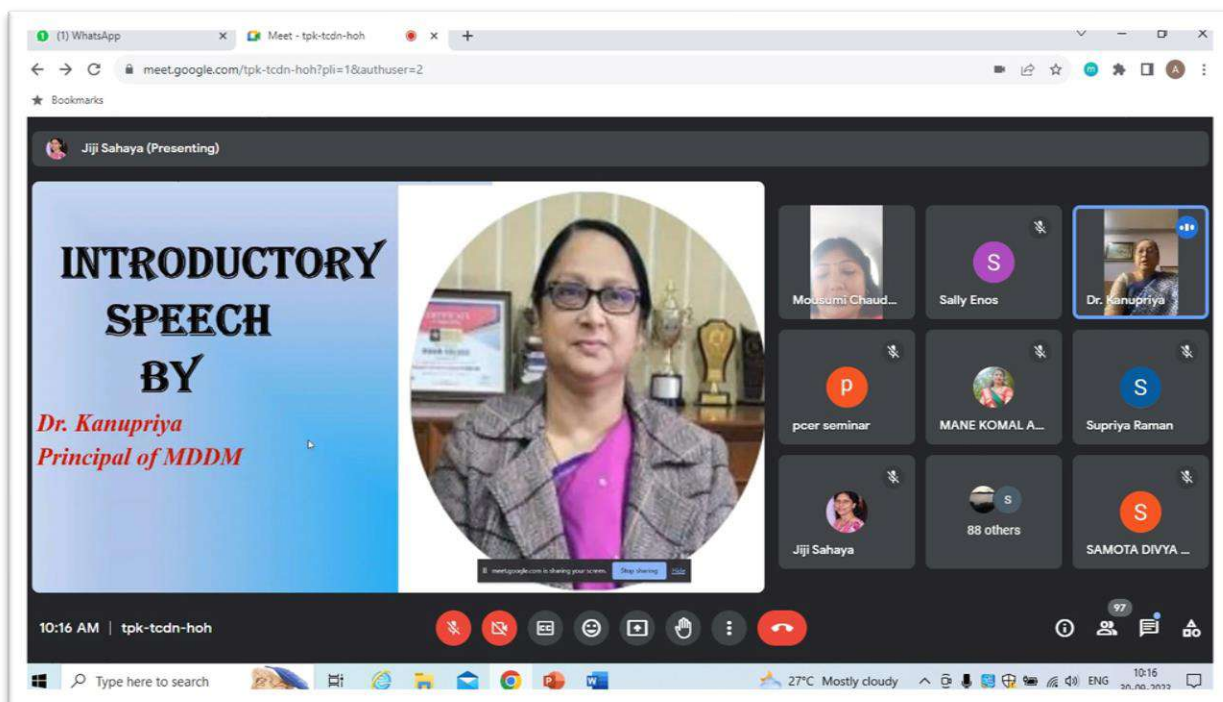 (1) WhatsApp
Meet - tpk-tcdn-hoh
meet.google.com/tpk-tcdn-hoh?pli=1&authuser=2
Bookmarks
Jiji Sahaya (Presenting)
INTRODUCTORY
SPEECH
BY
Dr. Kanupriya
Principal of MDDM
meet.google.com is sharing your screen. Stop sharing Hide
Mousumi Chaud...
S
Sally Enos
Dr. Kanupriya
p
pcer seminar
MANE KOMAL A...
S
Supriya Raman
Jiji Sahaya
S
88 others
S
SAMOTA DIVYA ...
10:16 AM | tpk-tcdn-hoh
CC
97
Type here to search
27°C Mostly cloudy
ENG
10:16